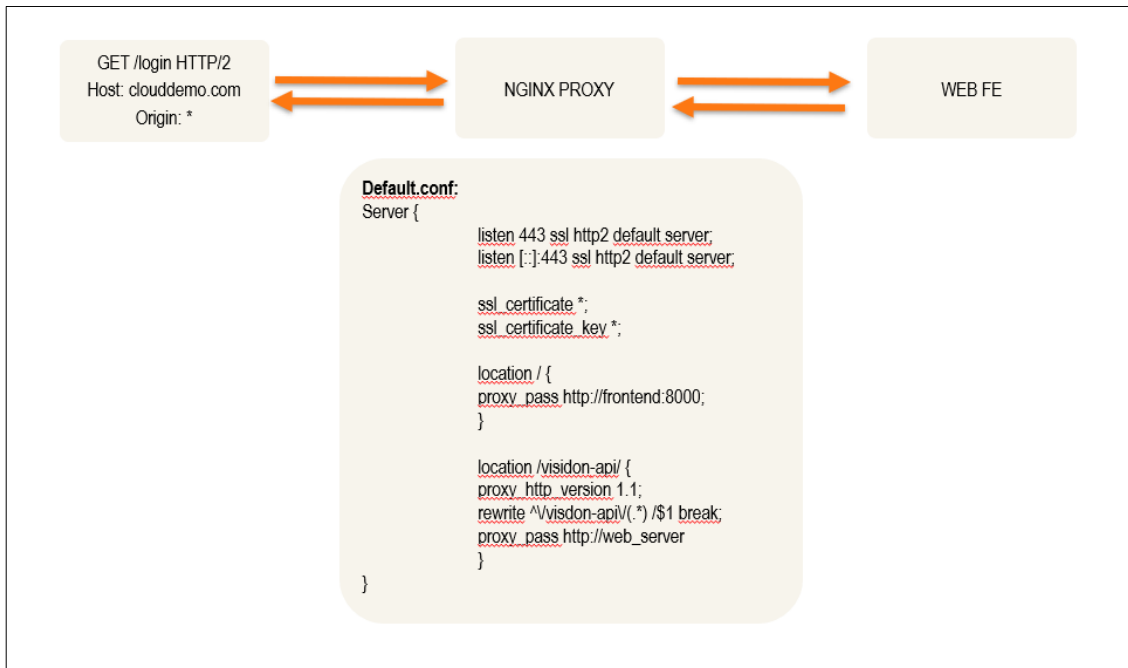 GET /login HTTP/2
Host: clouddemo.com
Origin: *
NGINX PROXY
WEB FE
Default.conf:
Server {
listen 443 ssl http2 default server;
listen [::]:443 ssl http2 default server;
ssl_certificate *;
ssl_certificate_key *;
location / {
proxy_pass http://frontend:8000;
}
location /visidon-api/ {
proxy_http_version 1.1;
rewrite ^\/visdon-api\/(.*) /$1 break;
proxy_pass http://web_server
}
}